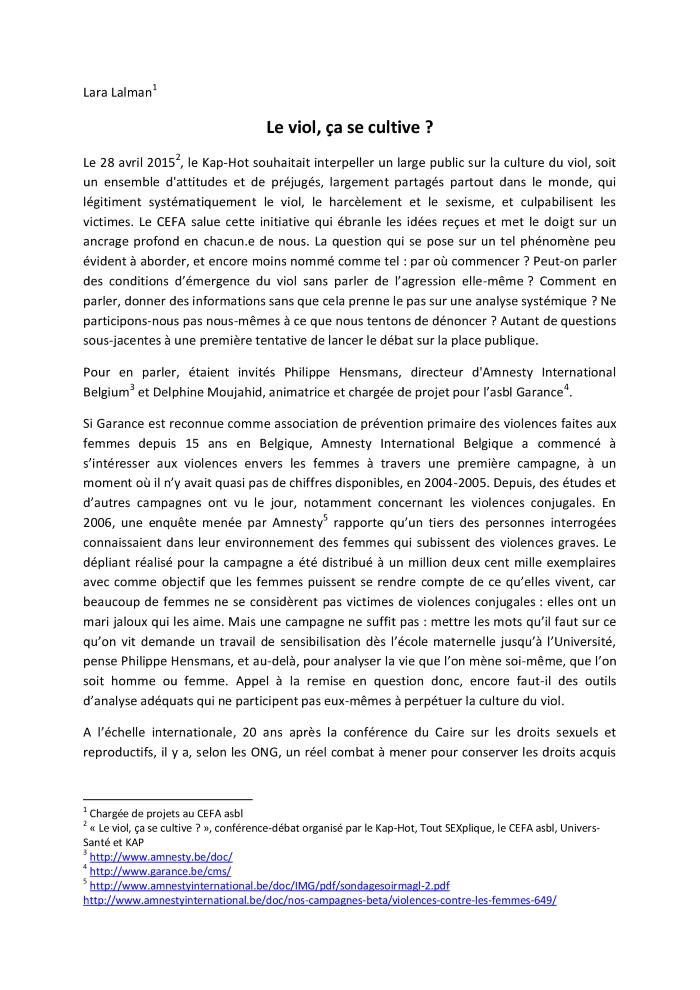 Lara Lalman1
Le viol, ça se cultive ?
Le 28 avril 20152, le Kap-Hot souhaitait interpeller un large public sur la culture du viol, soit
un ensemble d'attitudes et de préjugés, largement partagés partout dans le monde, qui
légitiment systématiquement le viol, le harcèlement et le sexisme, et culpabilisent les
victimes. Le CEFA salue cette initiative qui ébranle les idées reçues et met le doigt sur un
ancrage profond en chacun.e de nous. La question qui se pose sur un tel phénomène peu
évident à aborder, et encore moins nommé comme tel : par où commencer ? Peut-on parler
des conditions d’émergence du viol sans parler de l’agression elle-même ? Comment en
parler, donner des informations sans que cela prenne le pas sur une analyse systémique ? Ne
participons-nous pas nous-mêmes à ce que nous tentons de dénoncer ? Autant de questions
sous-jacentes à une première tentative de lancer le débat sur la place publique.
Pour en parler, étaient invités Philippe Hensmans, directeur d'Amnesty International
Belgium3 et Delphine Moujahid, animatrice et chargée de projet pour l’asbl Garance4.
Si Garance est reconnue comme association de prévention primaire des violences faites aux
femmes depuis 15 ans en Belgique, Amnesty International Belgique a commencé à
s’intéresser aux violences envers les femmes à travers une première campagne, à un
moment où il n’y avait quasi pas de chiffres disponibles, en 2004-2005. Depuis, des études et
d’autres campagnes ont vu le jour, notamment concernant les violences conjugales. En
2006, une enquête menée par Amnesty5 rapporte qu’un tiers des personnes interrogées
connaissaient dans leur environnement des femmes qui subissent des violences graves. Le
dépliant réalisé pour la campagne a été distribué à un million deux cent mille exemplaires
avec comme objectif que les femmes puissent se rendre compte de ce qu’elles vivent, car
beaucoup de femmes ne se considèrent pas victimes de violences conjugales : elles ont un
mari jaloux qui les aime. Mais une campagne ne suffit pas : mettre les mots qu’il faut sur ce
qu’on vit demande un travail de sensibilisation dès l’école maternelle jusqu’à l’Université,
pense Philippe Hensmans, et au-delà, pour analyser la vie que l’on mène soi-même, que l’on
soit homme ou femme. Appel à la remise en question donc, encore faut-il des outils
d’analyse adéquats qui ne participent pas eux-mêmes à perpétuer la culture du viol.
A l’échelle internationale, 20 ans après la conférence du Caire sur les droits sexuels et
reproductifs, il y a, selon les ONG, un réel combat à mener pour conserver les droits acquis
1 Chargée de projets au CEFA asbl
2 « Le viol, ça se cultive ? », conférence-débat organisé par le Kap-Hot, Tout SEXplique, le CEFA asbl, Univers-
Santé et KAP
3 http://www.amnesty.be/doc/
4 http://www.garance.be/cms/
5 http://www.amnestyinternational.be/doc/IMG/pdf/sondagesoirmagl-2.pdf
http://www.amnestyinternational.be/doc/nos-campagnes-beta/violences-contre-les-femmes-649/